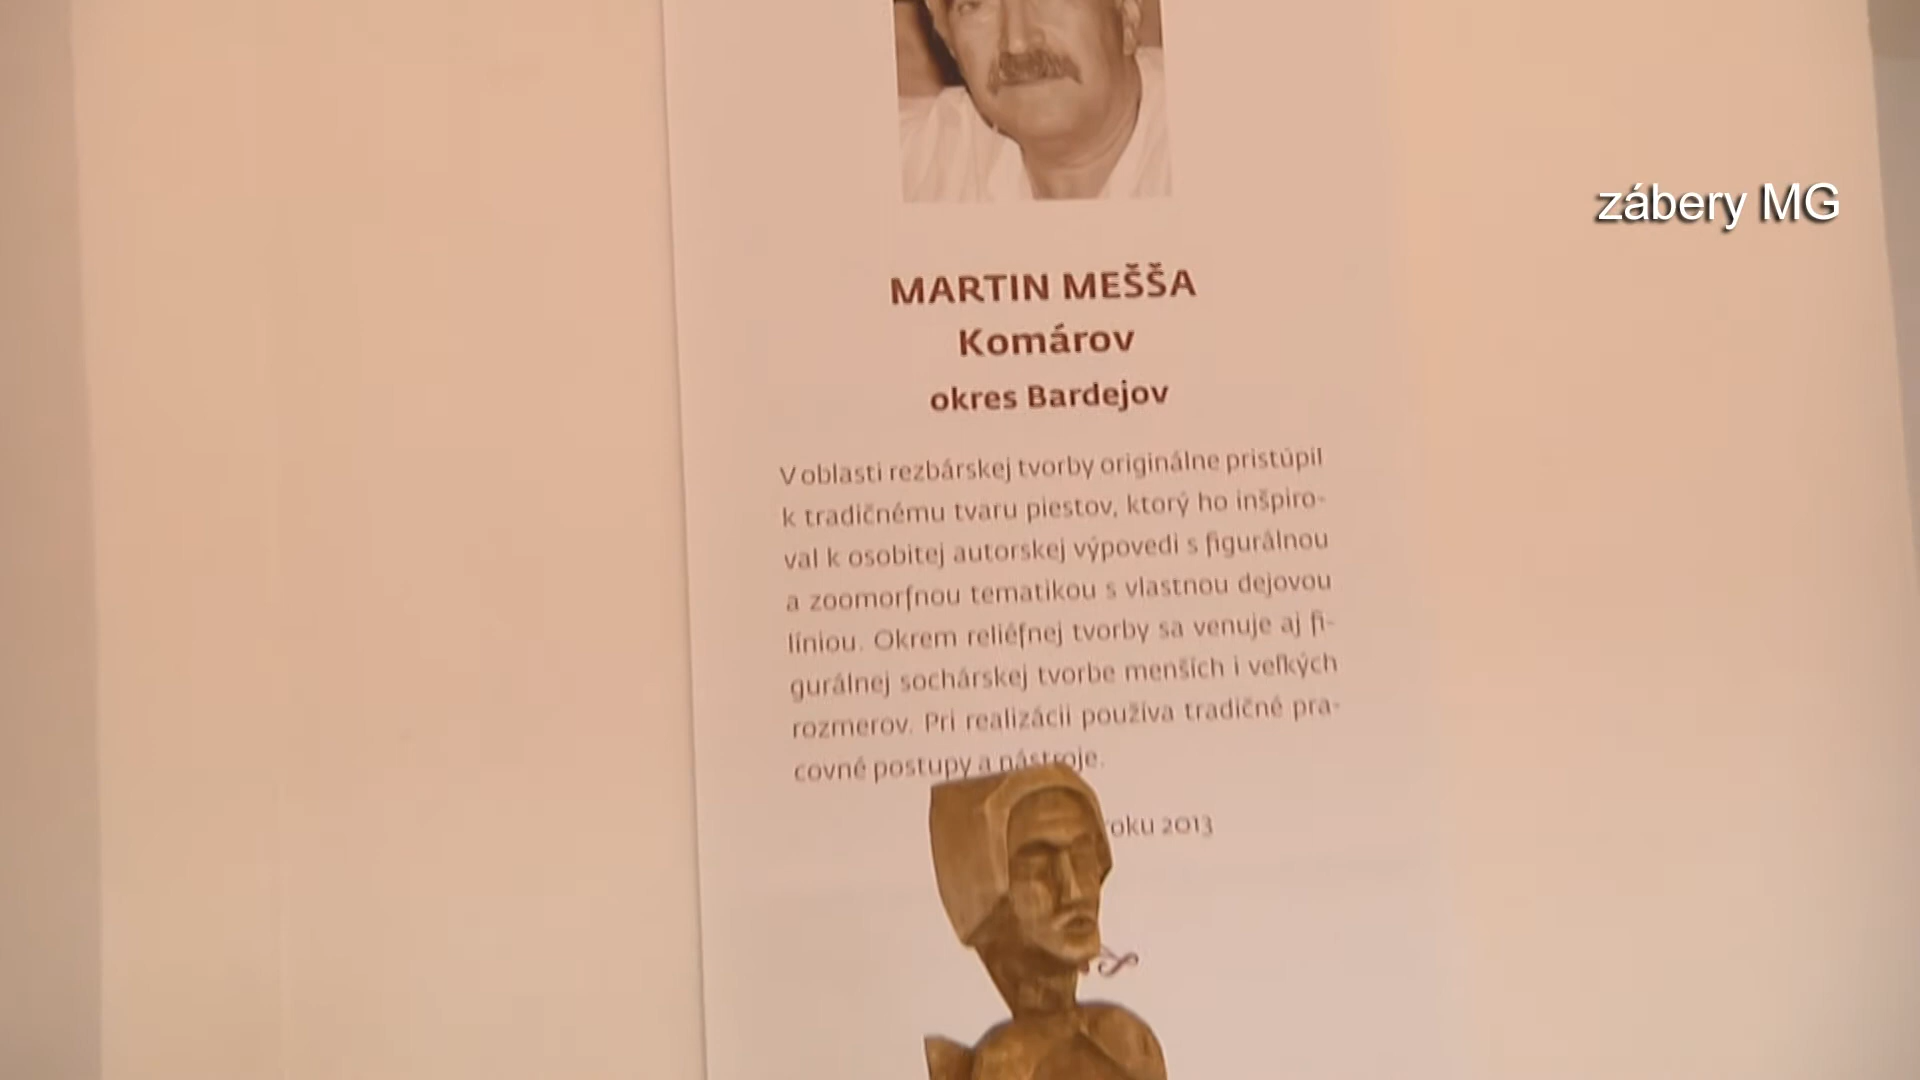 zábery MG
MARTIN MEŠŠA
Komárov
okres Bardejov
V oblasti rezbárskej tvorby originálne pristúpil
k tradičnému tvaru piestov, ktorý ho inšpiro-
val k osobitej autorskej výpovedi s figurálnou
a zoomorfnou tematikou s vlastnou dejovou
líniou. Okrem reliéfnej tvorby sa venuje aj fi-
gurálnej sochárskej tvorbe menších i veľkých
rozmerov. Pri realizácii používa tradičné pra-
covné postupy a nástroje.
roku 2013